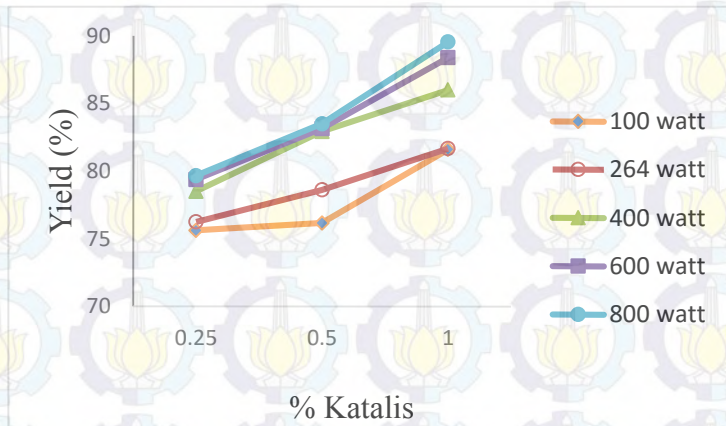 90
85
80
75
70
Yield (%)
0.25 0.5 1
% Katalis
100 watt
264 watt
400 watt
600 watt
800 watt